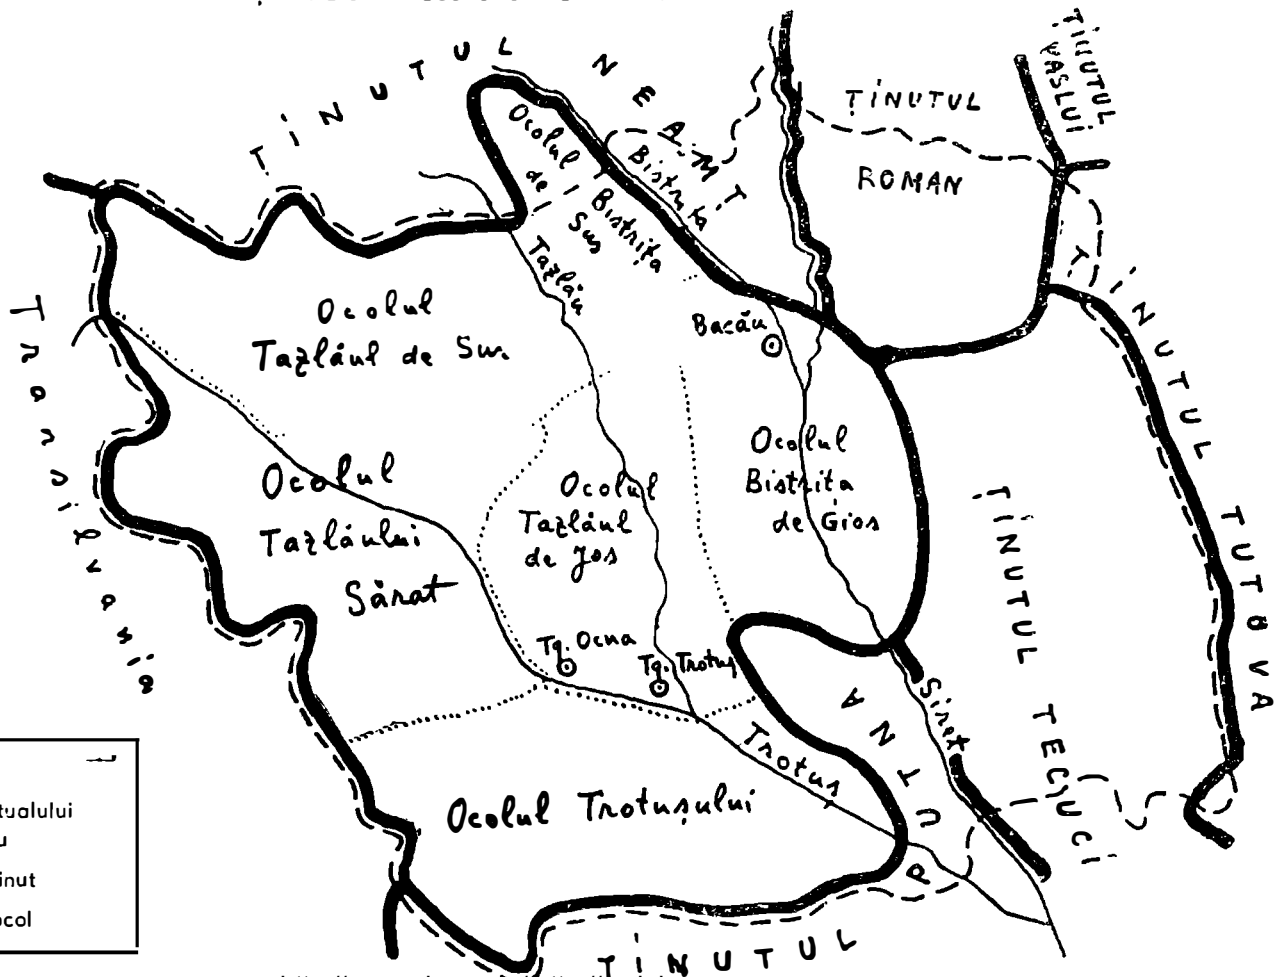 ȚINUTUL NEAMȚ
ȚINUTUL
ROMAN
ȚINUTUL
VASLUI
Ocolul
de Sus
Bistrița
Bistrița
Tazlău
Ocolul
Tazlăul de Sus
Bacău
Transilvania
ȚINUTUL TUTOVA
Ocolul
Tazlăului
Sărat
Ocolul
Tazlăul
de Jos
Ocolul
Bistrița
de Gios
ȚINUTUL TECUCI
Tg. Ocna
Tg. Trotuș
Siret
Trotus
Ocolul Trotușului
ȚINUTUL
PUTNA
tualului
u
inut
ocol